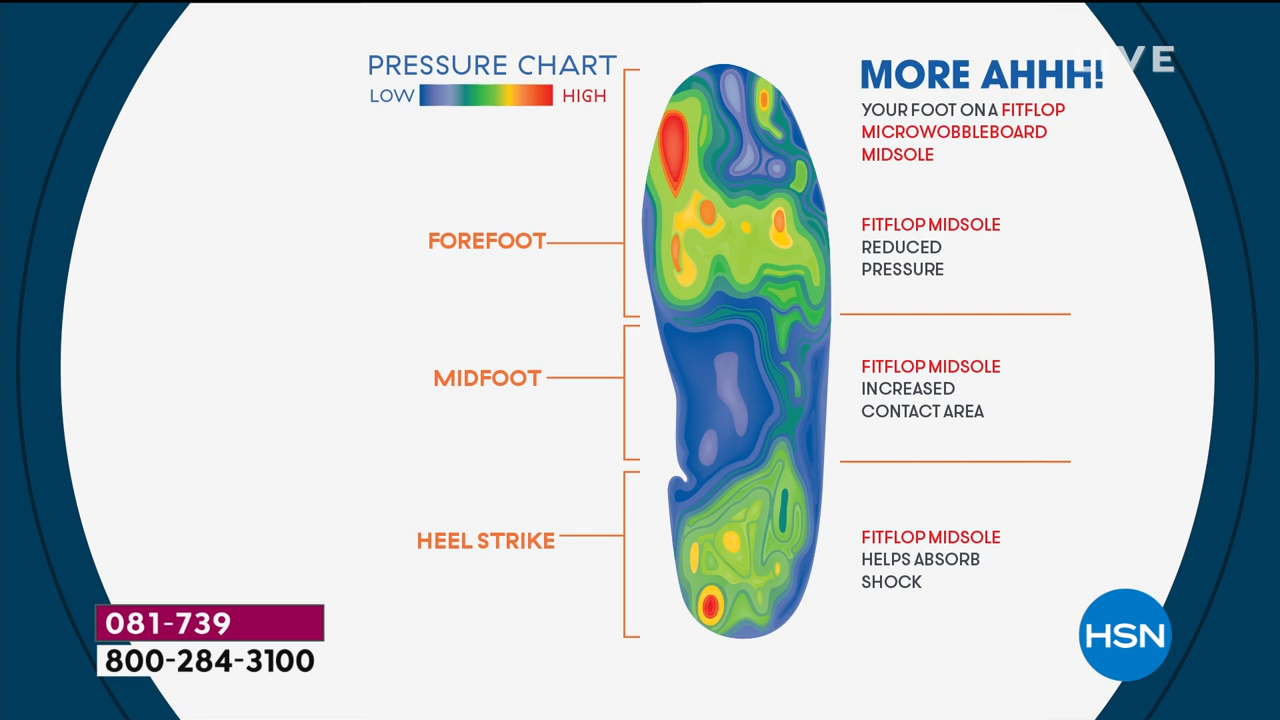 PRESSURE CHART
LOW HIGH
MORE AHHH!
YOUR FOOT ON A FITFLOP
MICROWOBBLEBOARD
MIDSOLE
FOREFOOT
FITFLOP MIDSOLE
REDUCED
PRESSURE
MIDFOOT
FITFLOP MIDSOLE
INCREASED
CONTACT AREA
HEEL STRIKE
FITFLOP MIDSOLE
HELPS ABSORB
SHOCK
081-739
800-284-3100
HSN